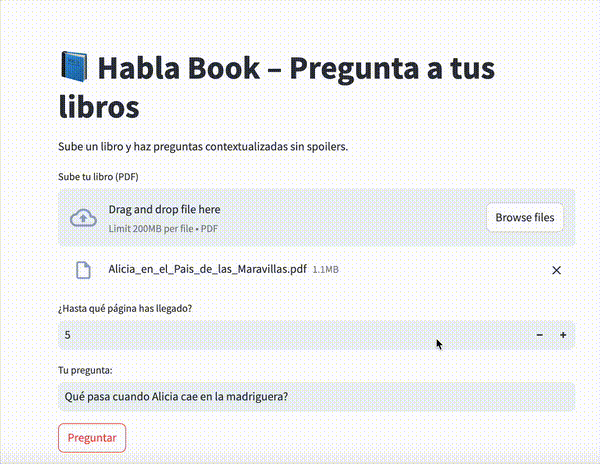 📘 Habla Book – Pregunta a tus
libros
Sube un libro y haz preguntas contextualizadas sin spoilers.
Sube tu libro (PDF)
Drag and drop file here
Limit 200MB per file • PDF
Browse files
Alicia_en_el_Pais_de_las_Maravillas.pdf 1.1MB
¿Hasta qué página has llegado?
5
Tu pregunta:
Qué pasa cuando Alicia cae en la madriguera?
Preguntar